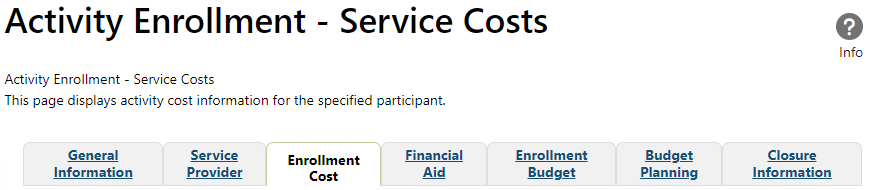 Activity Enrollment - Service Costs
?
Info
Activity Enrollment - Service Costs
This page displays activity cost information for the specified participant.
General
Information
Service
Provider
Enrollment
Cost
Financial
Aid
Enrollment
Budget
Budget
Planning
Closure
Information